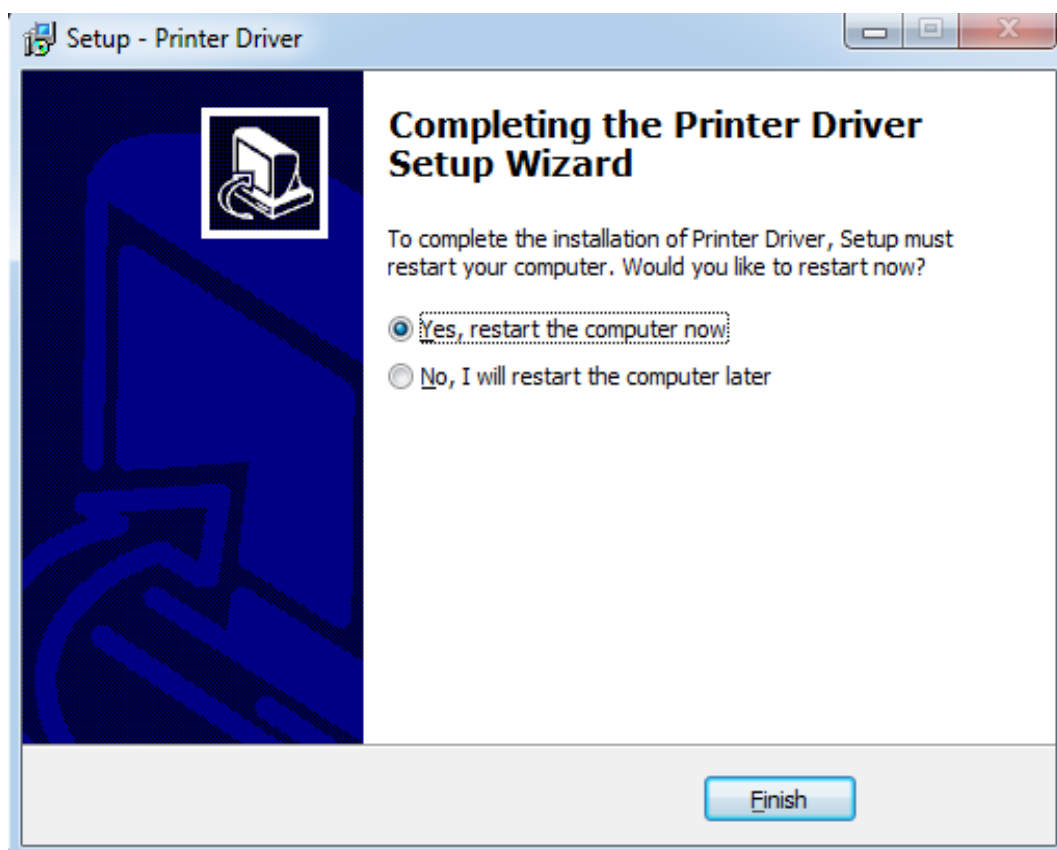 Setup - Printer Driver
Completing the Printer Driver
Setup Wizard
To complete the installation of Printer Driver, Setup must
restart your computer. Would you like to restart now?
Yes, restart the computer now
No, I will restart the computer later
Finish